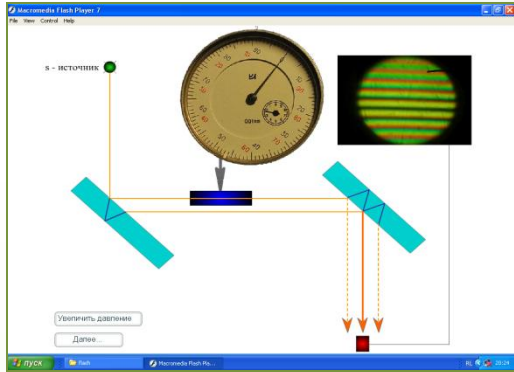 Macromedia Flash Player 7
File View Control Help
s - источник
Увеличить давление
Далее...
пуск
flash
Macromedia Flash Pla...
RL
20:24